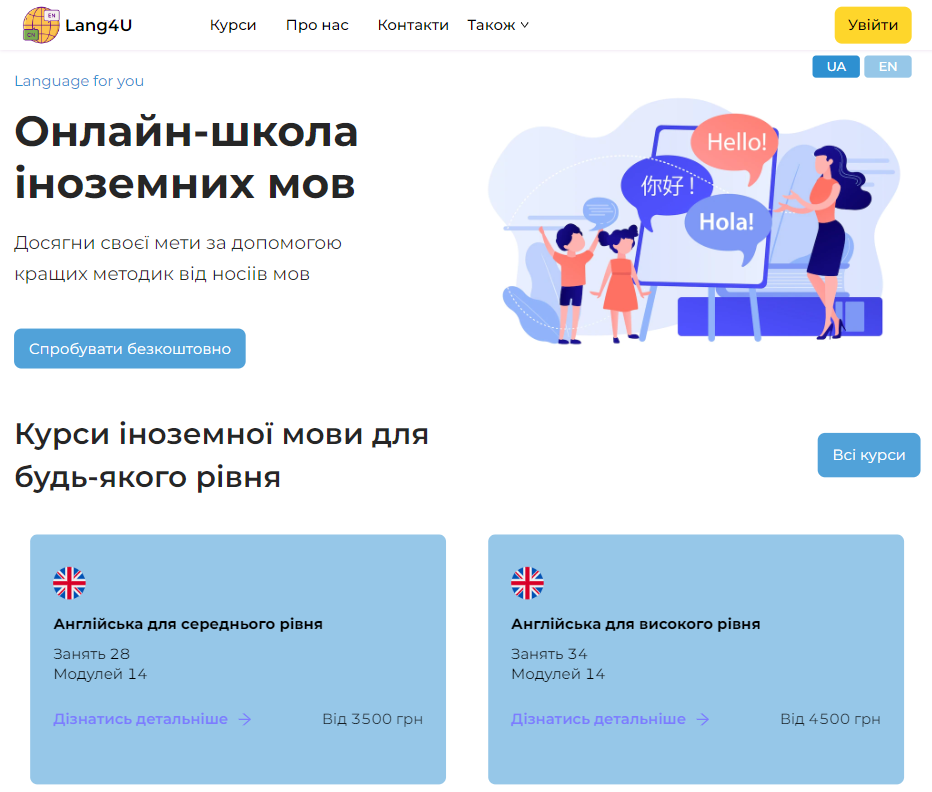 EN
CN
Lang4U
Курси
Про нас
Контакти
Також
Увійти
UA
EN
Language for you
Онлайн-школа
іноземних мов
Досягни своєї мети за допомогою
кращих методик від носіїв мов
Спробувати безкоштовно
Hello!
你好！
Hola!
Курси іноземної мови для
будь-якого рівня
Всі курси
Англійська для середнього рівня
Занять 28
Модулей 14
Дізнатись детальніше
Від 3500 грн
Англійська для високого рівня
Занять 34
Модулей 14
Дізнатись детальніше
Від 4500 грн